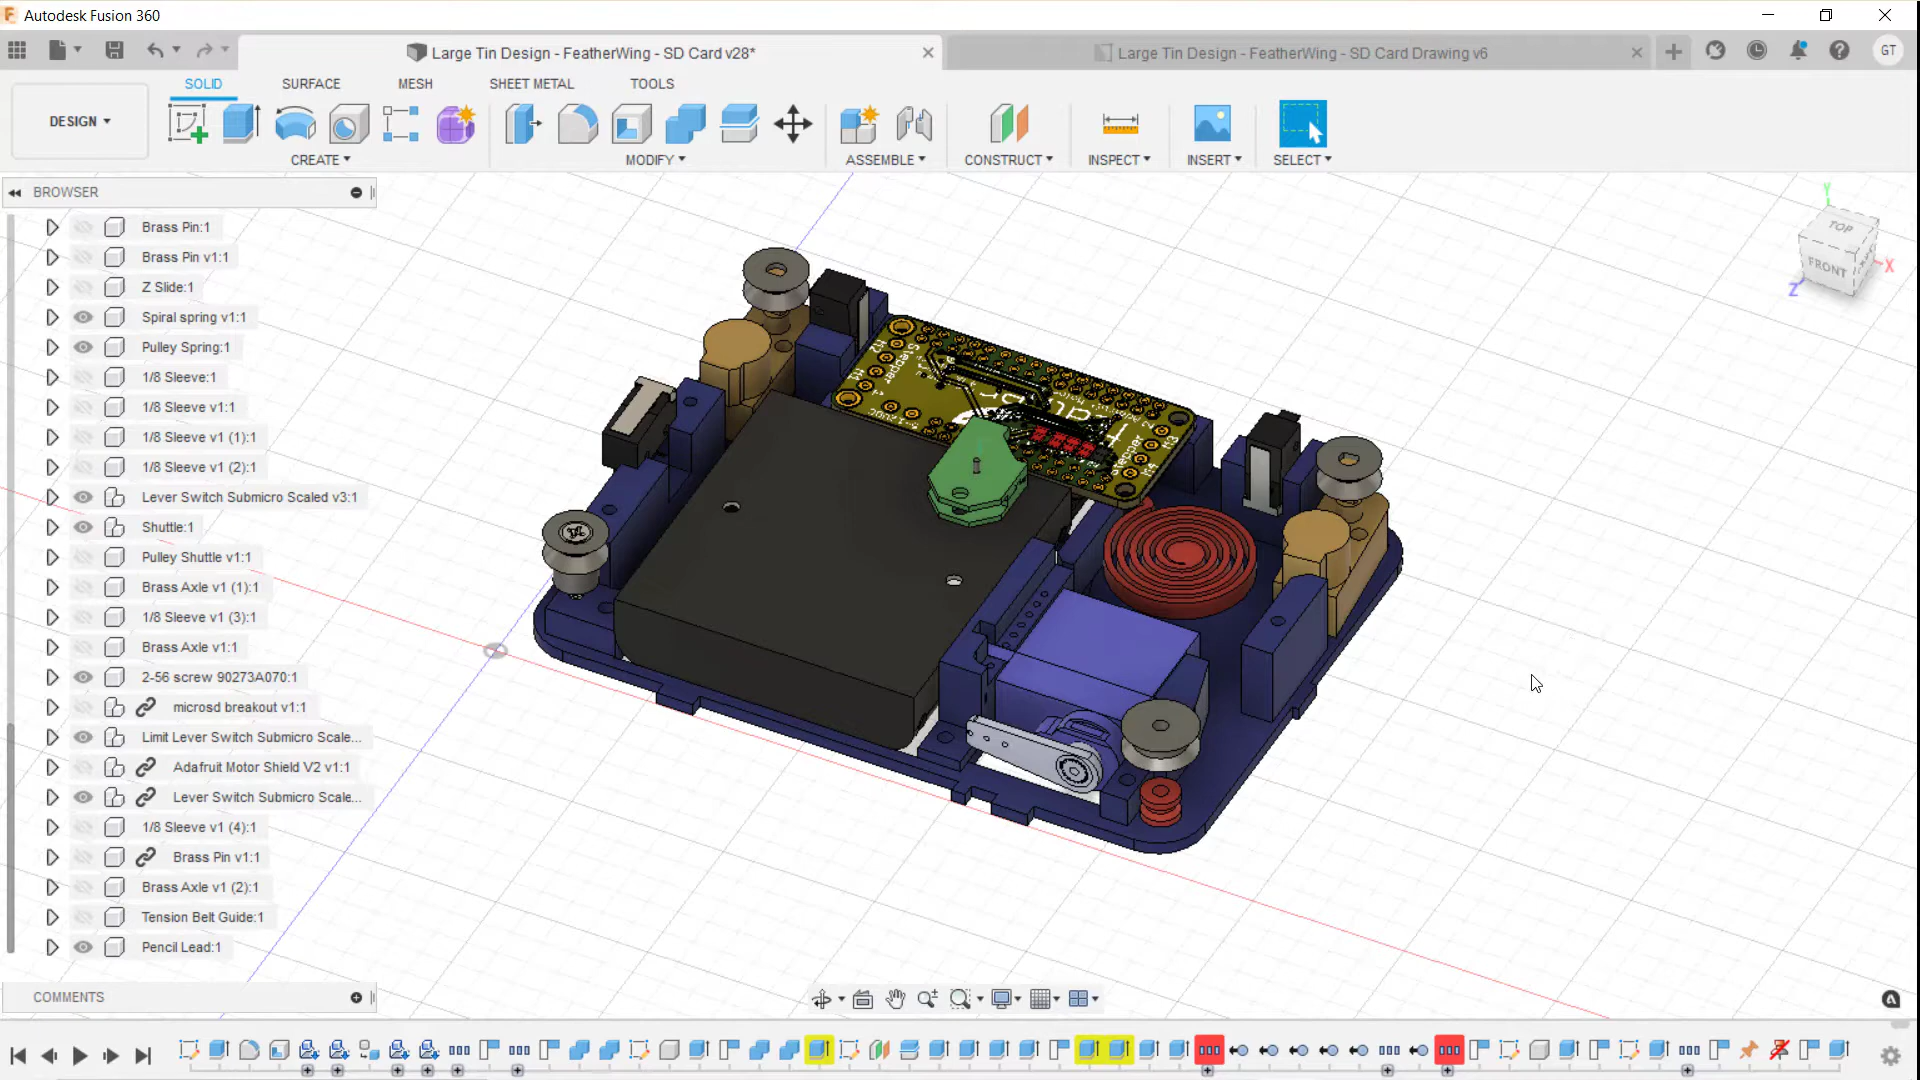 Autodesk Fusion 360
Large Tin Design - FeatherWing - SD Card v28*
Large Tin Design - FeatherWing - SD Card Drawing v6
GT
SOLID
SURFACE
MESH
SHEET METAL
TOOLS
DESIGN
CREATE
MODIFY
ASSEMBLE
CONSTRUCT
INSPECT
INSERT
SELECT
BROWSER
Brass Pin:1
Brass Pin v1:1
Z Slide:1
Spiral spring v1:1
Pulley Spring:1
1/8 Sleeve:1
1/8 Sleeve v1:1
1/8 Sleeve v1 (1):1
1/8 Sleeve v1 (2):1
Lever Switch Submicro Scaled v3:1
Shuttle:1
Pulley Shuttle v1:1
Brass Axle v1 (1):1
1/8 Sleeve v1 (3):1
Brass Axle v1:1
2-56 screw 90273A070:1
microsd breakout v1:1
Limit Lever Switch Submicro Scale...
Adafruit Motor Shield V2 v1:1
Lever Switch Submicro Scale...
1/8 Sleeve v1 (4):1
Brass Pin v1:1
Brass Axle v1 (2):1
Tension Belt Guide:1
Pencil Lead:1
COMMENTS
Y
TOP
FRONT
X
Z
M2
Stepper
M1
Stepper
M3
M4